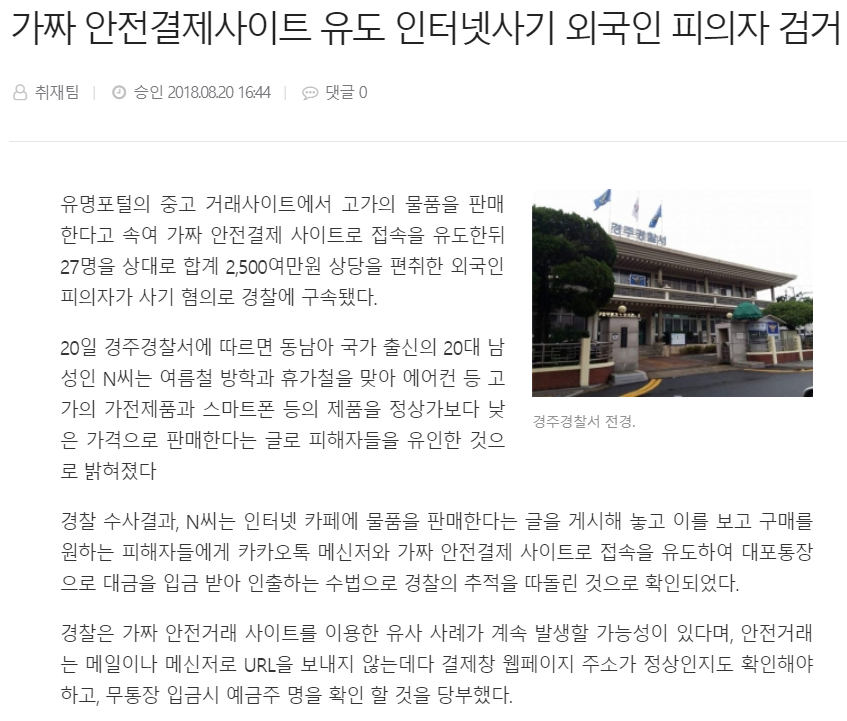 가짜 안전결제사이트 유도 인터넷사기 외국인 피의자 검거
취재팀 | 승인 2018.08.20 16:44 | 댓글 0
유명포털의 중고 거래사이트에서 고가의 물품을 판매
한다고 속여 가짜 안전결제 사이트로 접속을 유도한뒤
27명을 상대로 합계 2,500여만원 상당을 편취한 외국인
피의자가 사기 혐의로 경찰에 구속됐다.
경주경찰서
20일 경주경찰서에 따르면 동남아 국가 출신의 20대 남
성인 N씨는 여름철 방학과 휴가철을 맞아 에어컨 등 고
가의 가전제품과 스마트폰 등의 제품을 정상가보다 낮
은 가격으로 판매한다는 글로 피해자들을 유인한 것으
로 밝혀졌다
경주경찰서 전경.
경찰 수사결과, N씨는 인터넷 카페에 물품을 판매한다는 글을 게시해 놓고 이를 보고 구매를
원하는 피해자들에게 카카오톡 메신저와 가짜 안전결제 사이트로 접속을 유도하여 대포통장
으로 대금을 입금 받아 인출하는 수법으로 경찰의 추적을 따돌린 것으로 확인되었다.
경찰은 가짜 안전거래 사이트를 이용한 유사 사례가 계속 발생할 가능성이 있다며, 안전거래
는 메일이나 메신저로 URL을 보내지 않는데다 결제창 웹페이지 주소가 정상인지도 확인해야
하고, 무통장 입금시 예금주 명을 확인 할 것을 당부했다.